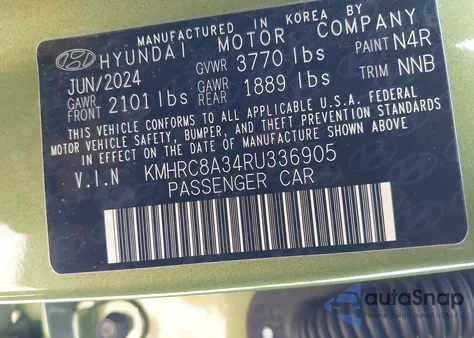 MANUFACTURED IN KOREA BY
HYUNDAI MOTOR COMPANY
JUN/2024 GVWR 3770 lbs PAINT N4R
GAWR FRONT 2101 lbs GAWR REAR 1889 lbs TRIM NNB
THIS VEHICLE CONFORMS TO ALL APPLICABLE U.S.A. FEDERAL
MOTOR VEHICLE SAFETY, BUMPER, AND THEFT PREVENTION STANDARDS
IN EFFECT ON THE DATE OF MANUFACTURE SHOWN ABOVE.
V.I.N KMHRC8A34RU336905
PASSENGER CAR
autoSnap